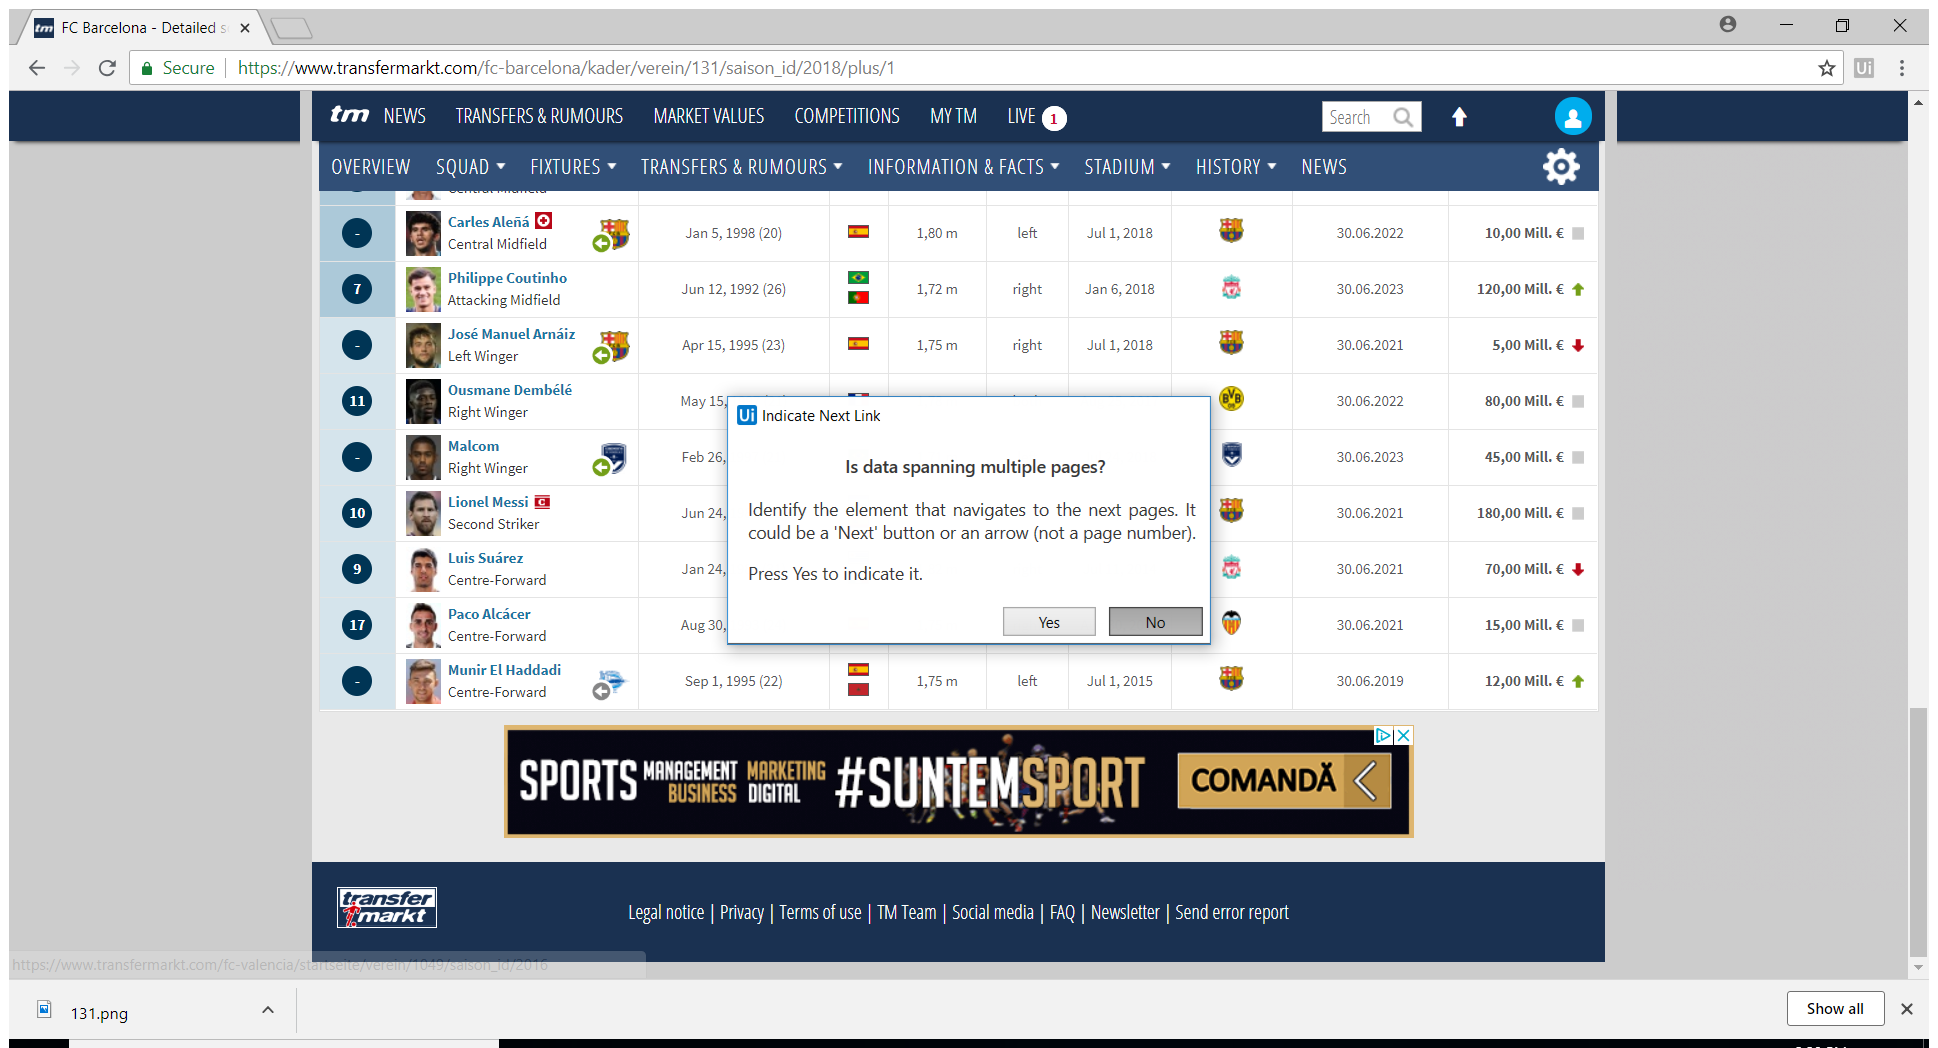 tm FC Barcelona - Detailed s
Secure https://www.transfermarkt.com/fc-barcelona/kader/verein/131/saison_id/2018/plus/1
Ui
tm NEWS TRANSFERS & RUMOURS MARKET VALUES COMPETITIONS MY TM LIVE 1 Search
OVERVIEW SQUAD FIXTURES TRANSFERS & RUMOURS INFORMATION & FACTS STADIUM HISTORY NEWS
Central Midfield
Carles Aleñá
- Jan 5, 1998 (20) 1,80 m left Jul 1, 2018 30.06.2022 10,00 Mill. €
Central Midfield
Philippe Coutinho
7 Jun 12, 1992 (26) 1,72 m right Jan 6, 2018 30.06.2023 120,00 Mill. €
Attacking Midfield
José Manuel Arnáiz
- Apr 15, 1995 (23) 1,75 m right Jul 1, 2018 30.06.2021 5,00 Mill. €
Left Winger
Ousmane Dembélé
11 May 15, 30.06.2022 80,00 Mill. €
BVB
Right Winger
Malcom
- Feb 26, 30.06.2023 45,00 Mill. €
Right Winger
Lionel Messi C
10 Jun 24, 30.06.2021 180,00 Mill. €
Second Striker
Luis Suárez
9 Jan 24, 30.06.2021 70,00 Mill. €
Centre-Forward
Paco Alcácer
17 Aug 30, 30.06.2021 15,00 Mill. €
Centre-Forward
Munir El Haddadi
- Sep 1, 1995 (22) 1,75 m left Jul 1, 2015 30.06.2019 12,00 Mill. €
Centre-Forward
Ui Indicate Next Link
Is data spanning multiple pages?
Identify the element that navigates to the next pages. It
could be a 'Next' button or an arrow (not a page number).
Press Yes to indicate it.
Yes No
SPORTS MANAGEMENT MARKETING #SUNTEMSPORT COMANDĂ
BUSINESS DIGITAL
transfer
markt
Legal notice | Privacy | Terms of use | TM Team | Social media | FAQ | Newsletter | Send error report
https://www.transfermarkt.com/fc-valencia/startseite/verein/1049/saison_id/2016
131.png Show all